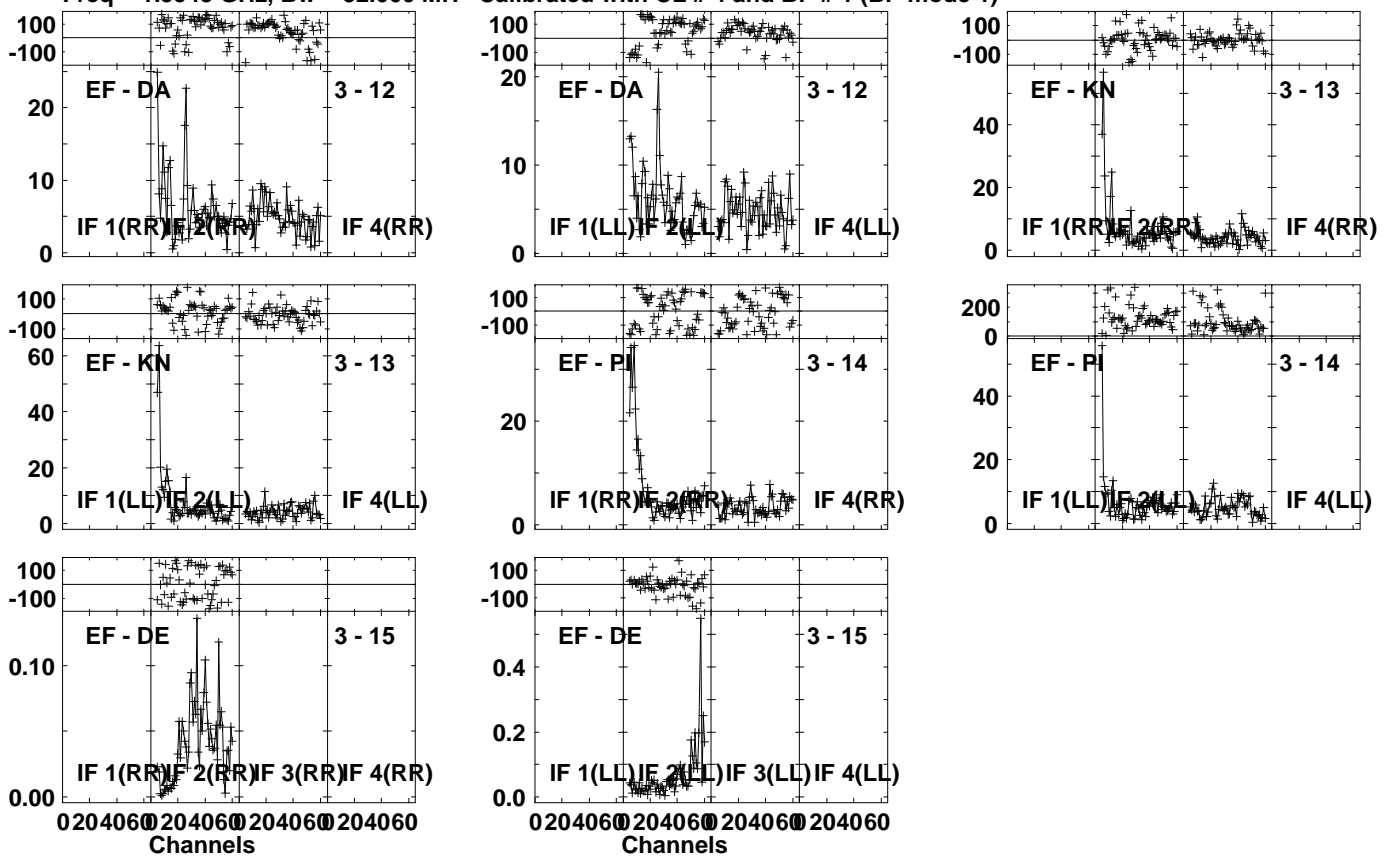 100
-100
EF - DA
3 - 12
20
10
0
IF 1(RR) IF 2(RR)
IF 4(RR)
100
-100
EF - DA
3 - 12
20
10
0
IF 1(LL) IF 2(LL)
IF 4(LL)
100
-100
EF - KN
3 - 13
40
20
0
IF 1(RR) IF 2(RR)
IF 4(RR)
100
-100
EF - KN
3 - 13
60
40
20
0
IF 1(LL) IF 2(LL)
IF 4(LL)
100
-100
EF - PI
3 - 14
20
0
IF 1(RR) IF 2(RR)
IF 4(RR)
200
0
EF - PI
3 - 14
40
20
0
IF 1(LL) IF 2(LL)
IF 4(LL)
100
-100
EF - DE
3 - 15
0.10
0.00
IF 1(RR) IF 2(RR) IF 3(RR) IF 4(RR)
0 20 40 60 0 20 40 60 0 20 40 60 0 20 40 60
Channels
100
-100
EF - DE
3 - 15
0.4
0.2
0.0
IF 1(LL) IF 2(LL) IF 3(LL) IF 4(LL)
0 20 40 60 0 20 40 60 0 20 40 60 0 20 40 60
Channels